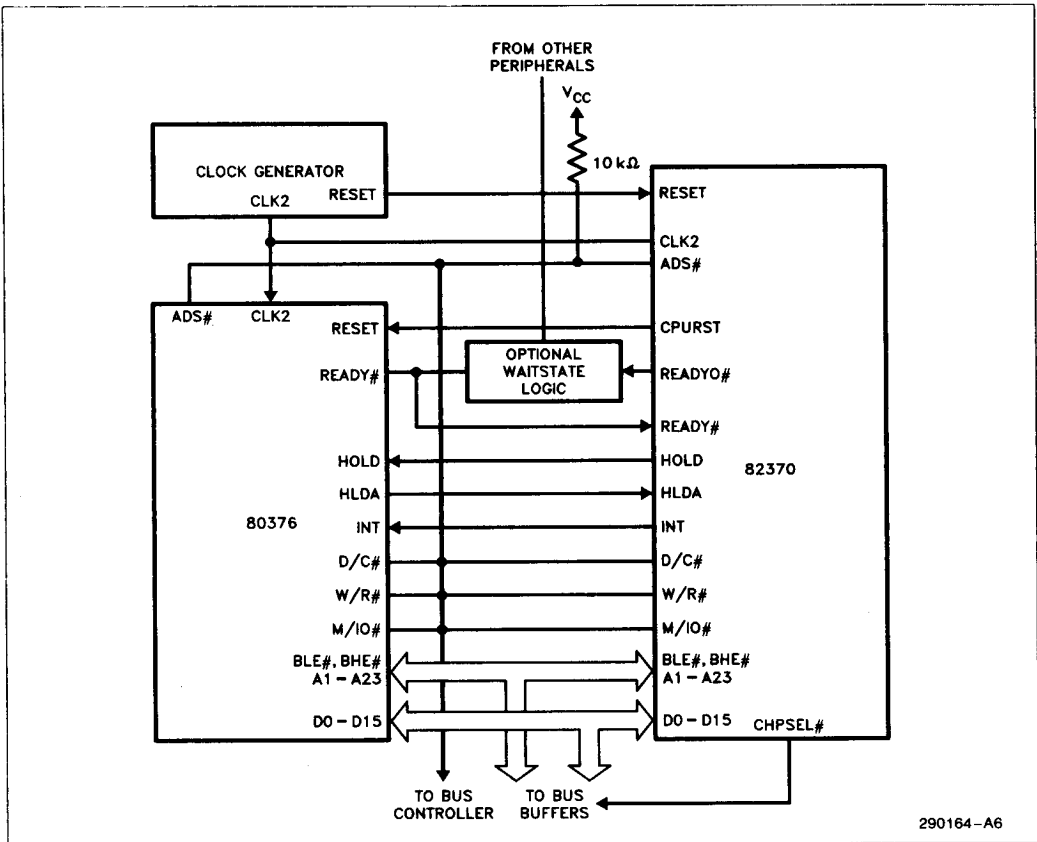 FROM OTHER
PERIPHERALS
VCC
10 kΩ
CLOCK GENERATOR
RESET
CLK2
RESET
CLK2
ADS#
ADS#
CLK2
RESET
CPURST
OPTIONAL
WAITSTATE
LOGIC
READY#
READYO#
READY#
HOLD
HOLD
82370
HLDA
HLDA
80376
INT
INT
D/C#
D/C#
W/R#
W/R#
M/IO#
M/IO#
BLE#, BHE#
A1–A23
BLE#, BHE#
A1–A23
D0–D15
D0–D15
CHPSEL#
TO BUS
CONTROLLER
TO BUS
BUFFERS
290164–A6